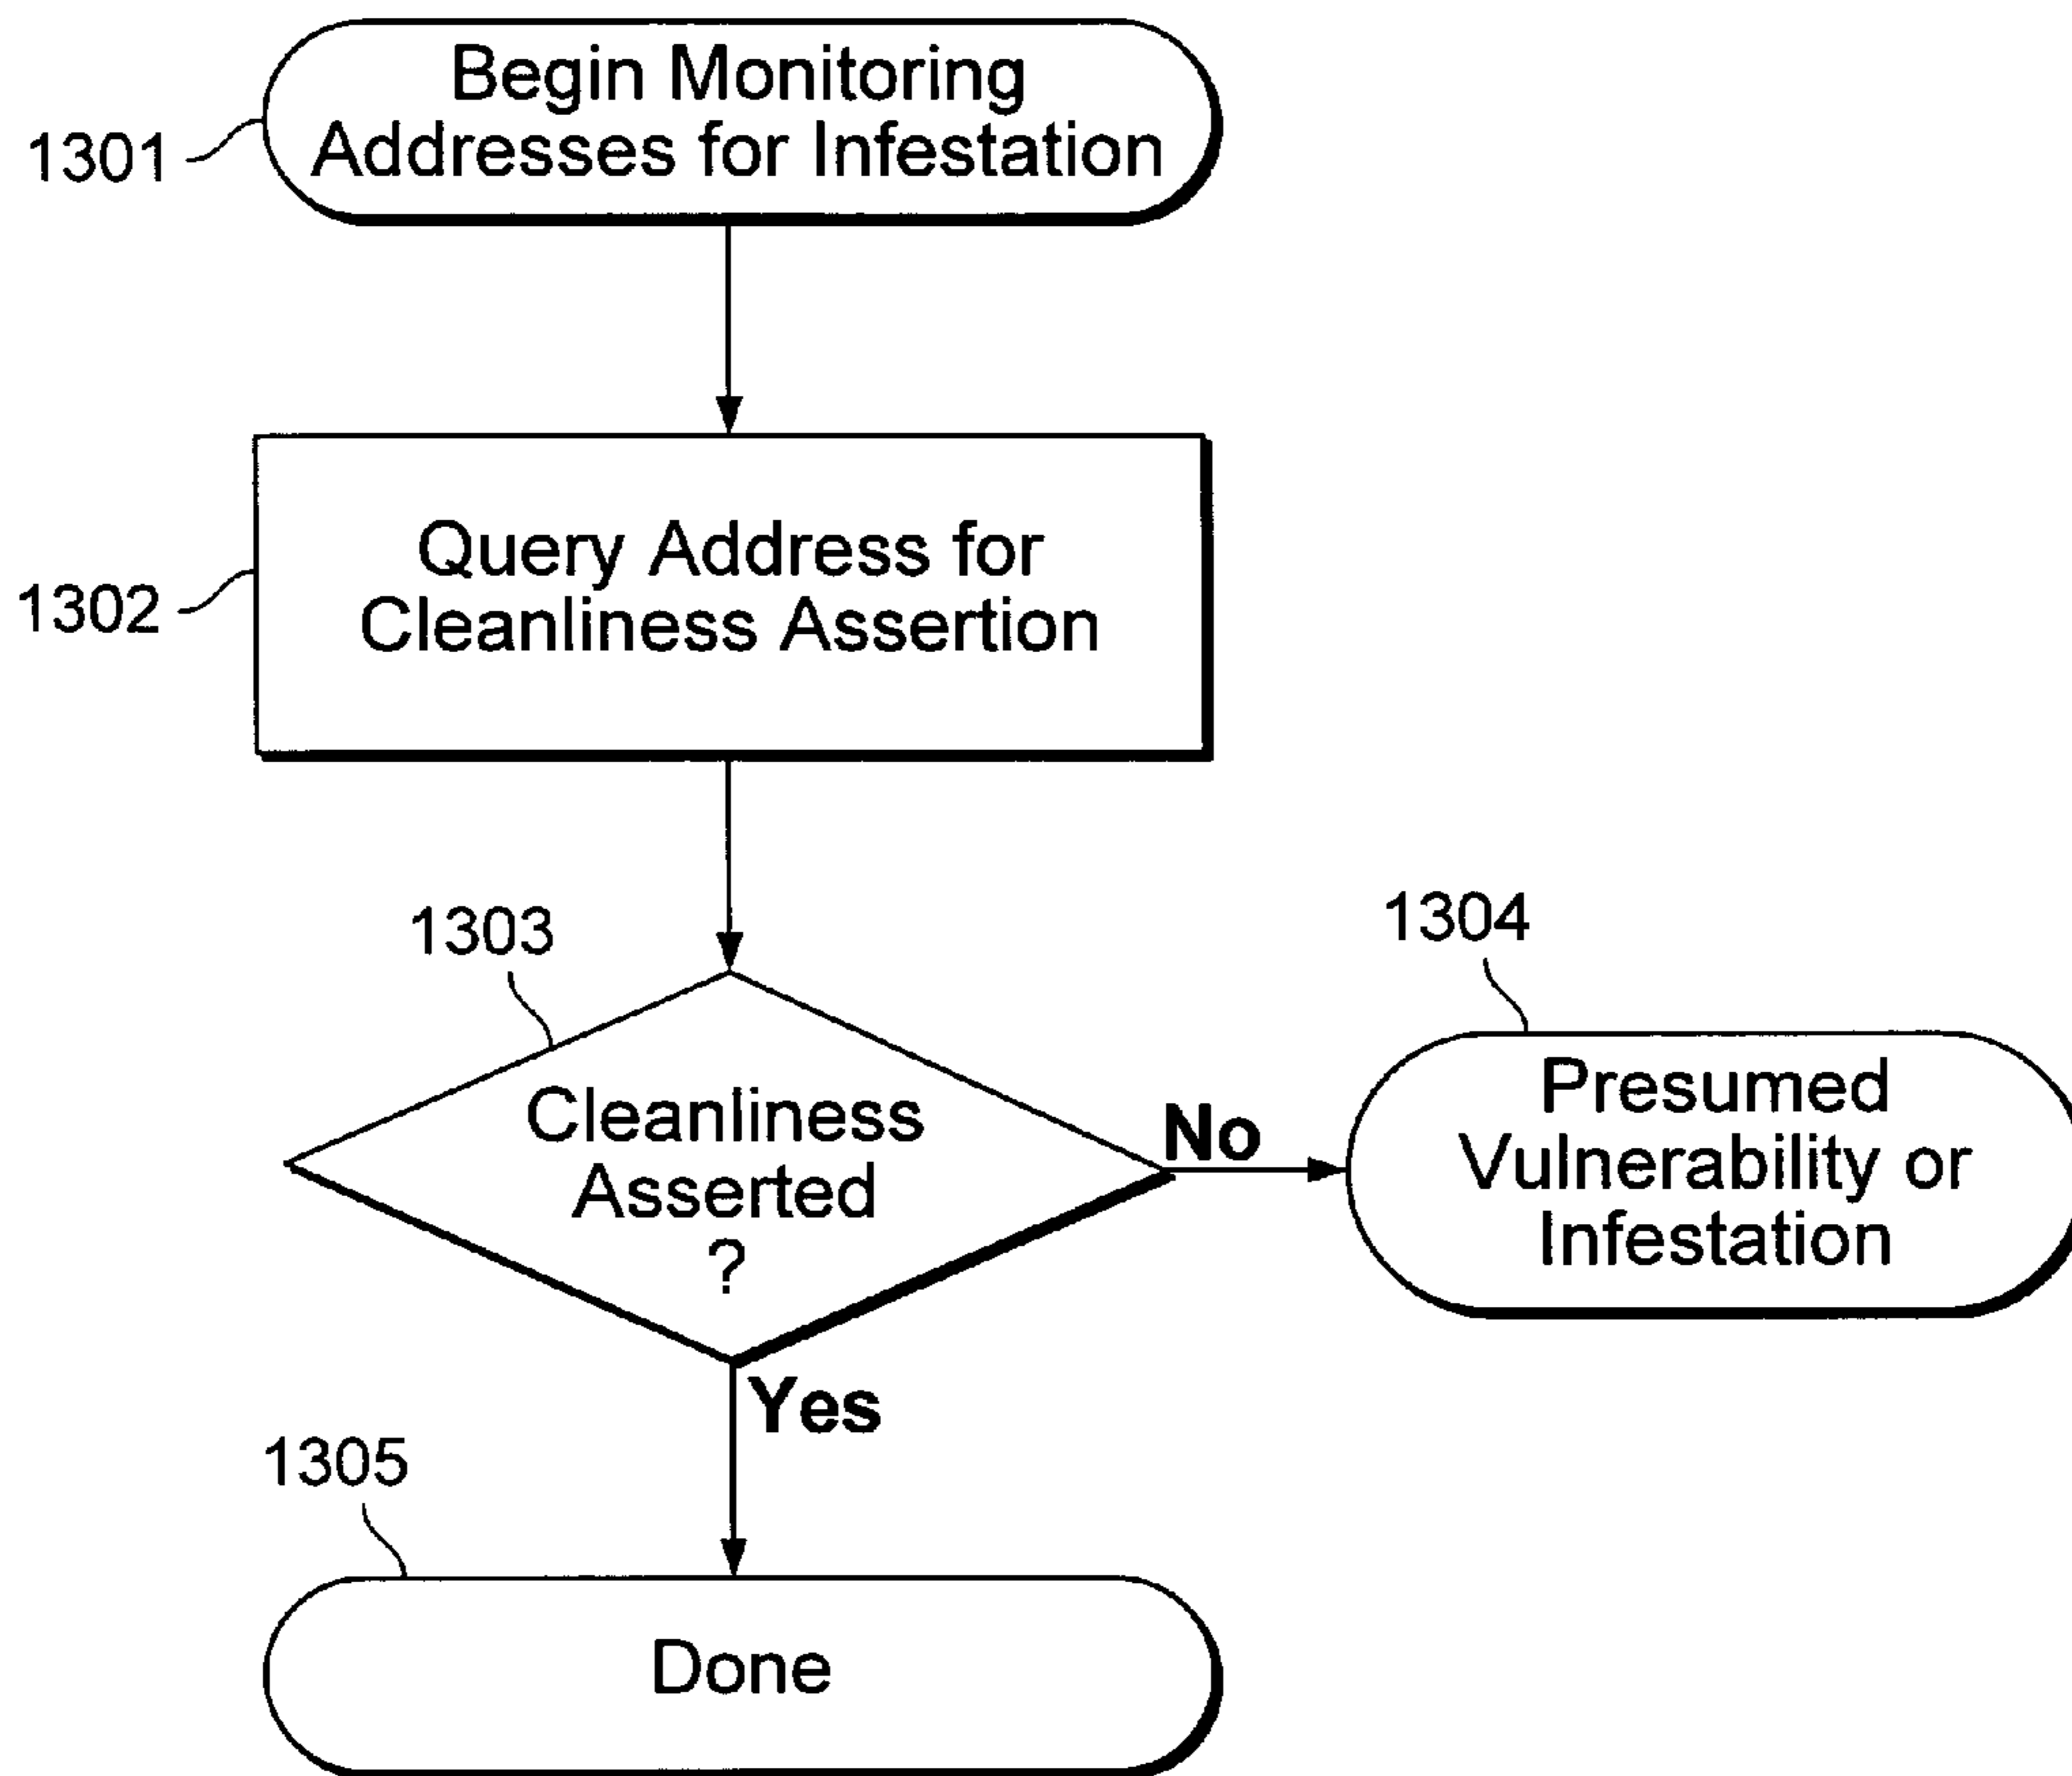 Begin Monitoring
Addresses for Infestation
1301
Query Address for
Cleanliness Assertion
1302
1303
Cleanliness
Asserted
?
No
1304
Presumed
Vulnerability or
Infestation
Yes
1305
Done